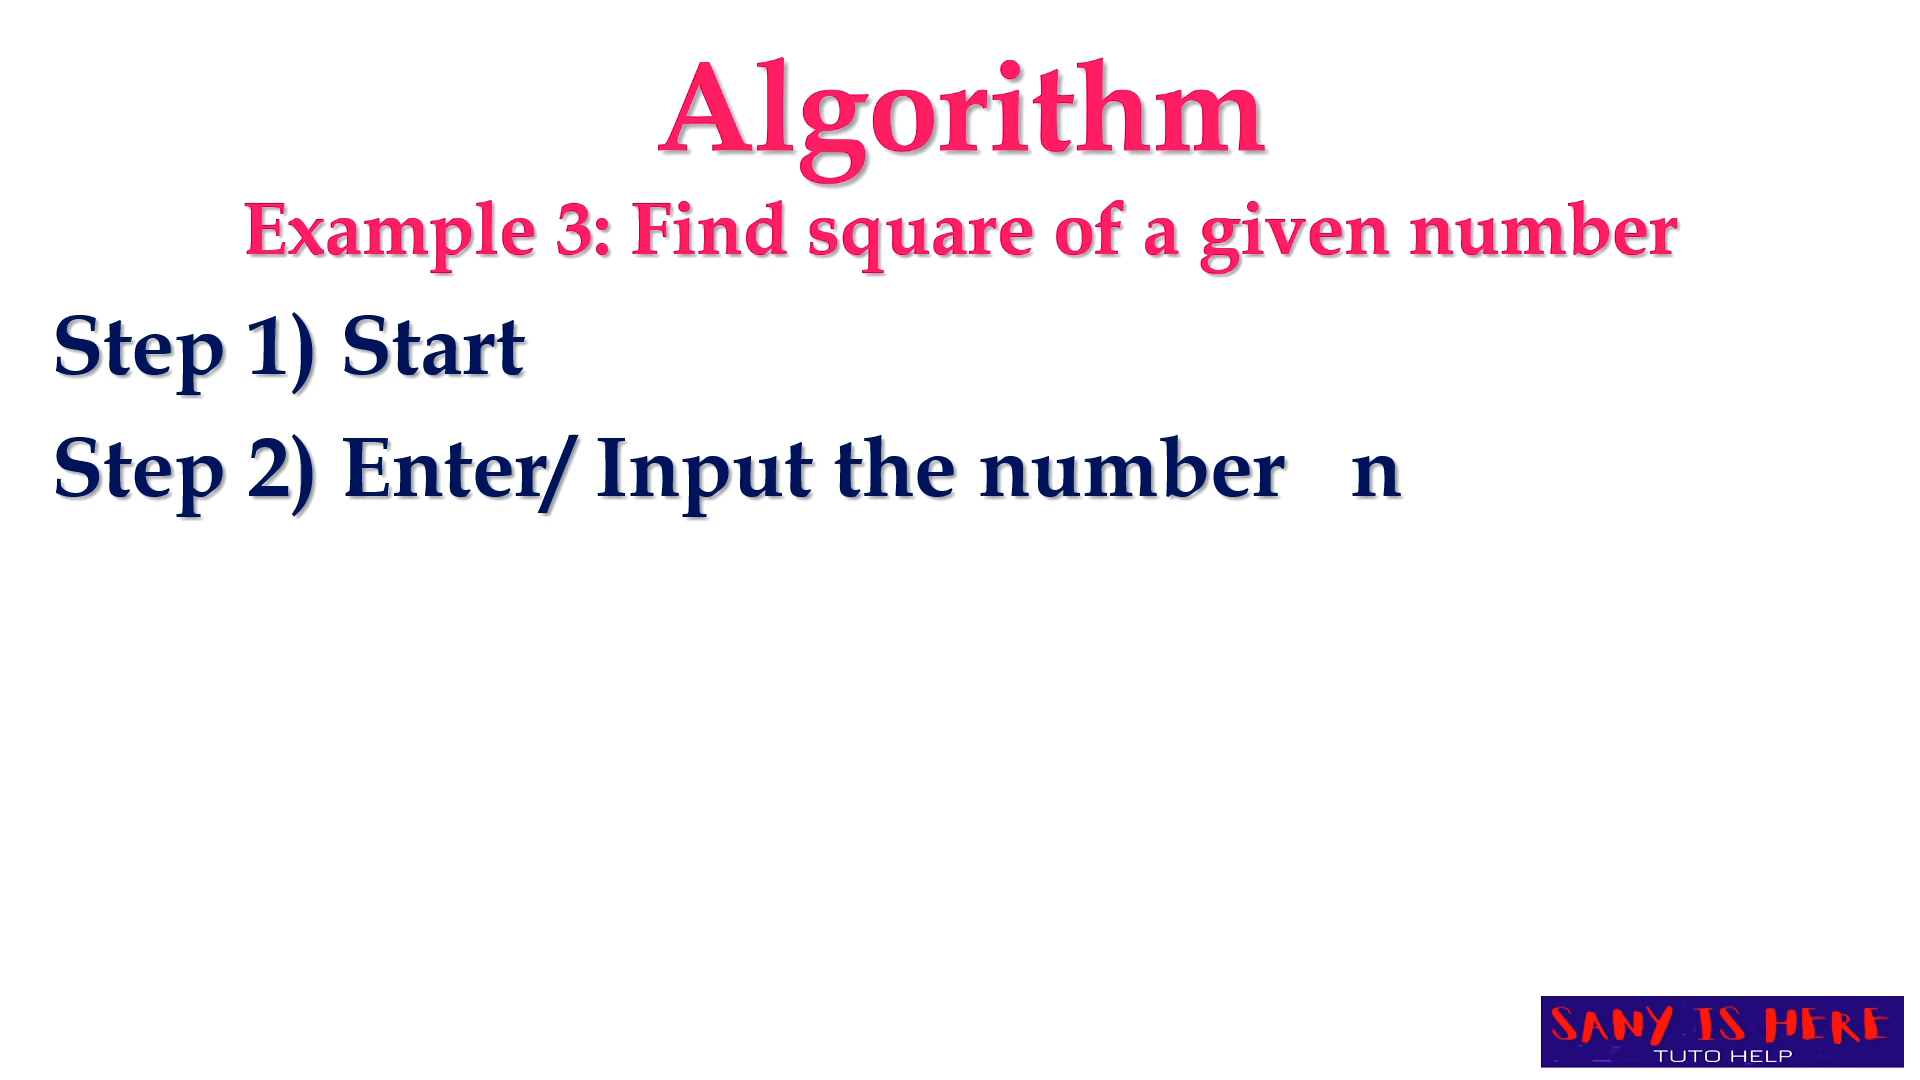 Algorithm
Example 3: Find square of a given number
Step 1) Start
Step 2) Enter/ Input the number n
SANY IS HERE
TUTO HELP